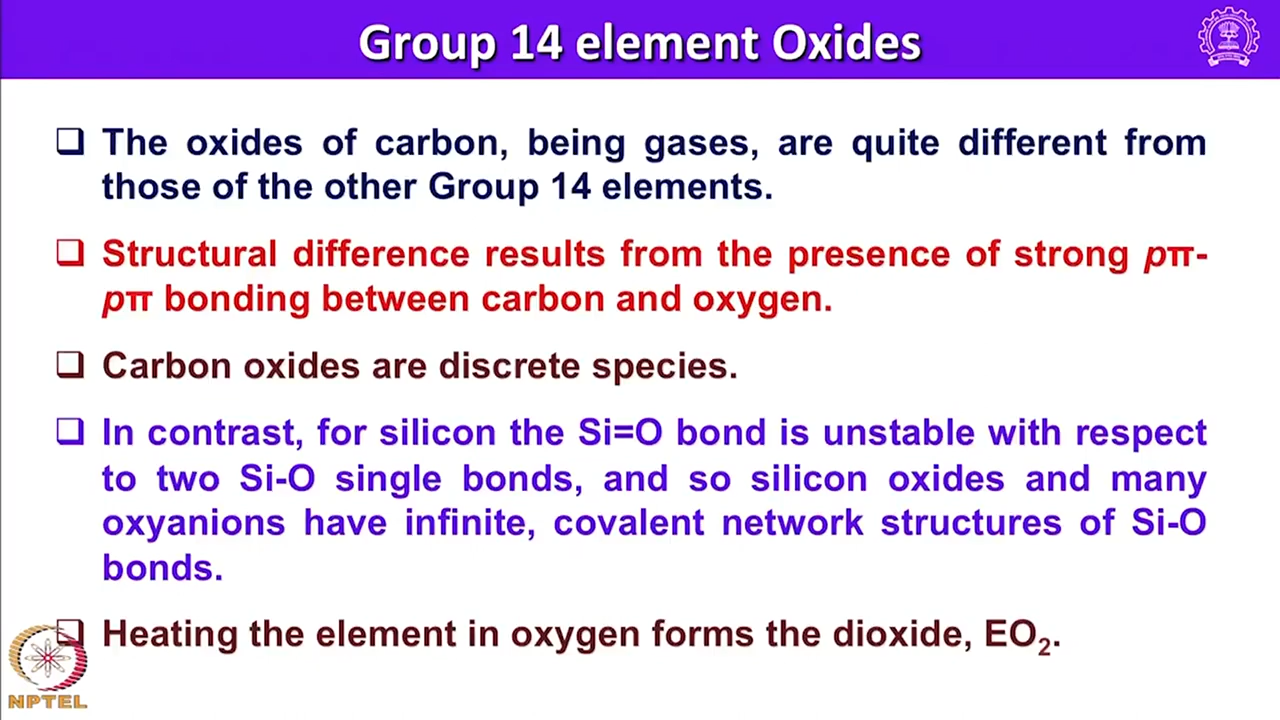 Group 14 element Oxides
❑ The oxides of carbon, being gases, are quite different from
those of the other Group 14 elements.
❑ Structural difference results from the presence of strong pπ-
pπ bonding between carbon and oxygen.
❑ Carbon oxides are discrete species.
❑ In contrast, for silicon the Si=O bond is unstable with respect
to two Si-O single bonds, and so silicon oxides and many
oxyanions have infinite, covalent network structures of Si-O
bonds.
❑ Heating the element in oxygen forms the dioxide, EO₂.
NPTEL